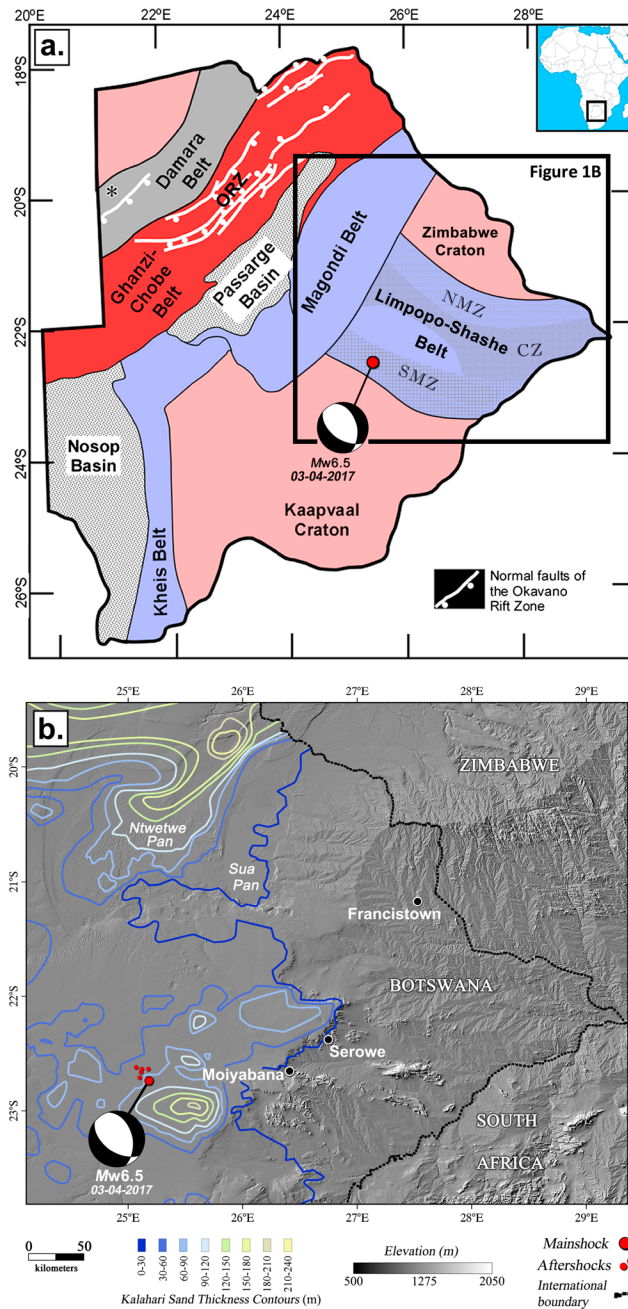 20°E
22°E
24°E
26°E
28°E
a.
18°S
20°S
22°S
24°S
26°S
Figure 1B
Damara
Belt
*
ORZ
Ghanzi-
Chobe
Belt
Passarge
Basin
Magondi Belt
Zimbabwe
Craton
NMZ
Limpopo-Shashe
Belt
CZ
SMZ
Nosop
Basin
Mw6.5
03-04-2017
Kaapvaal
Craton
Kheis Belt
Normal faults of
the Okavano
Rift Zone
b.
25°E
26°E
27°E
28°E
29°E
20°S
21°S
22°S
23°S
ZIMBABWE
Ntwetwe
Pan
Sua
Pan
Francistown
BOTSWANA
Serowe
Moiyabana
SOUTH
AFRICA
Mw6.5
03-04-2017
25°E
26°E
27°E
28°E
29°E
0
50
kilometers
0-30
30-60
60-90
90-120
120-150
150-180
180-210
210-240
Kalahari Sand Thickness Contours (m)
Elevation (m)
500
1275
2050
Mainshock
Aftershocks
International
boundary